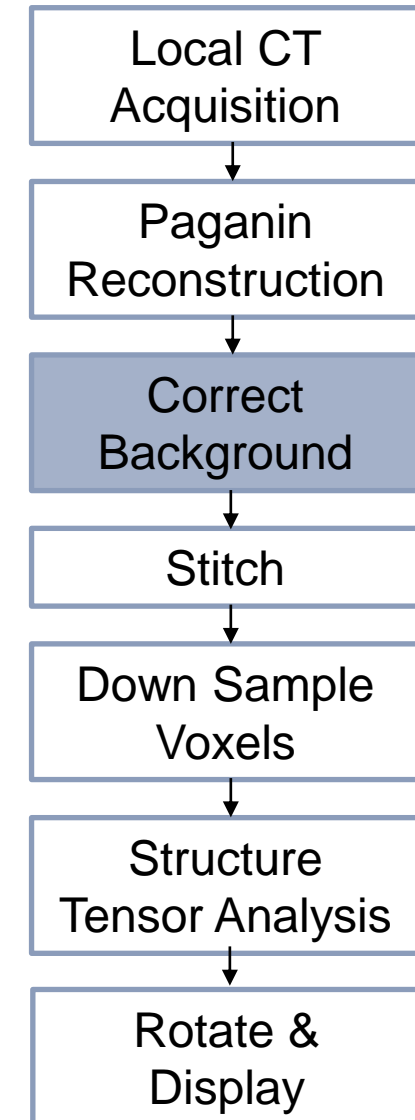 Local CT
Acquisition
Paganin
Reconstruction
Correct
Background
Stitch
Down Sample
Voxels
Structure
Tensor Analysis
Rotate &
Display